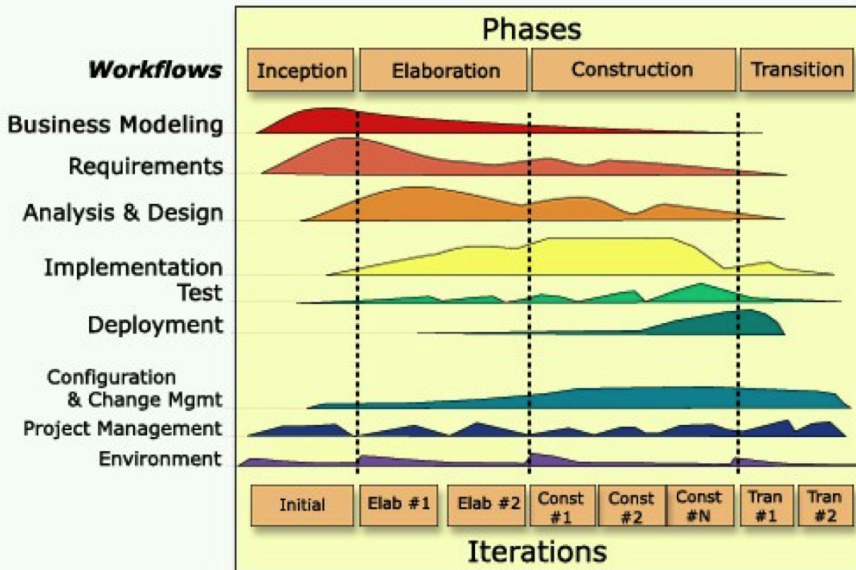 Phases
Workflows
Inception
Elaboration
Construction
Transition
Business Modeling
Requirements
Analysis & Design
Implementation
Test
Deployment
Configuration
& Change Mgmt
Project Management
Environment
Initial
Elab #1
Elab #2
Const
#1
Const
#2
Const
#N
Tran
#1
Tran
#2
Iterations